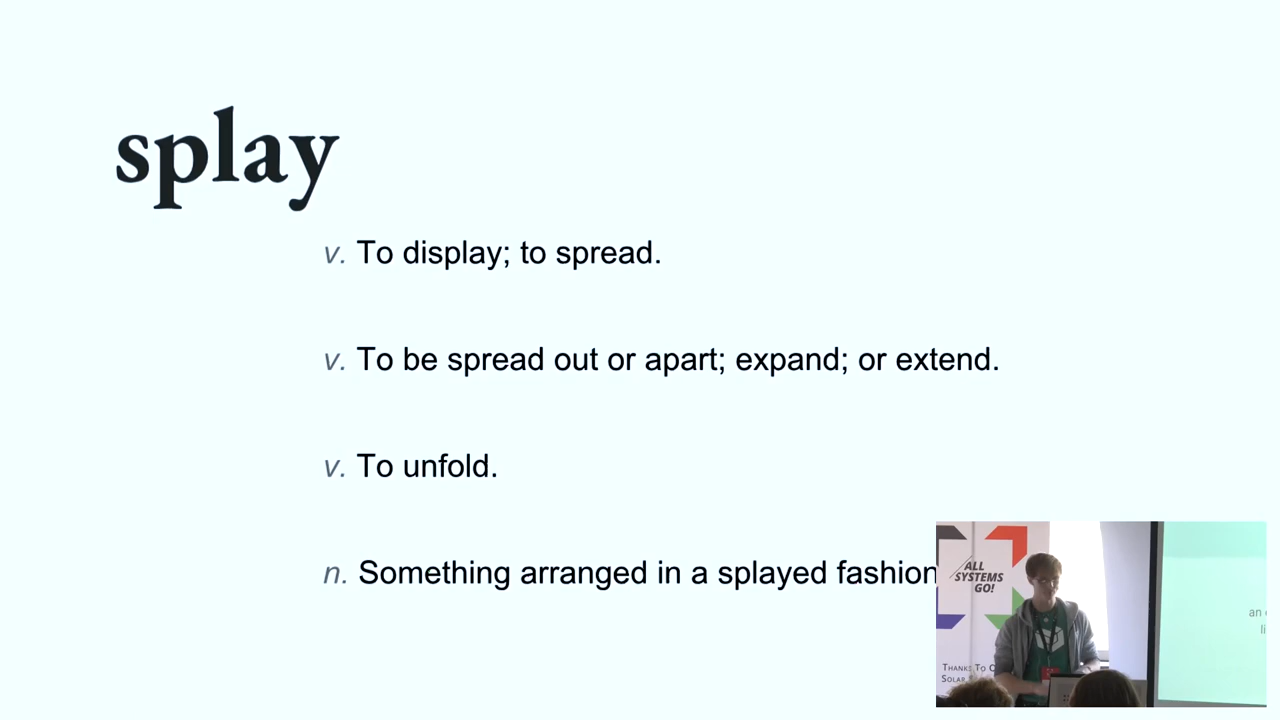 splay
v. To display; to spread.
v. To be spread out or apart; expand; or extend.
v. To unfold.
n. Something arranged in a splayed fashion
ALL
SYSTEMS
GO!
THANKS TO
SOLAR
an